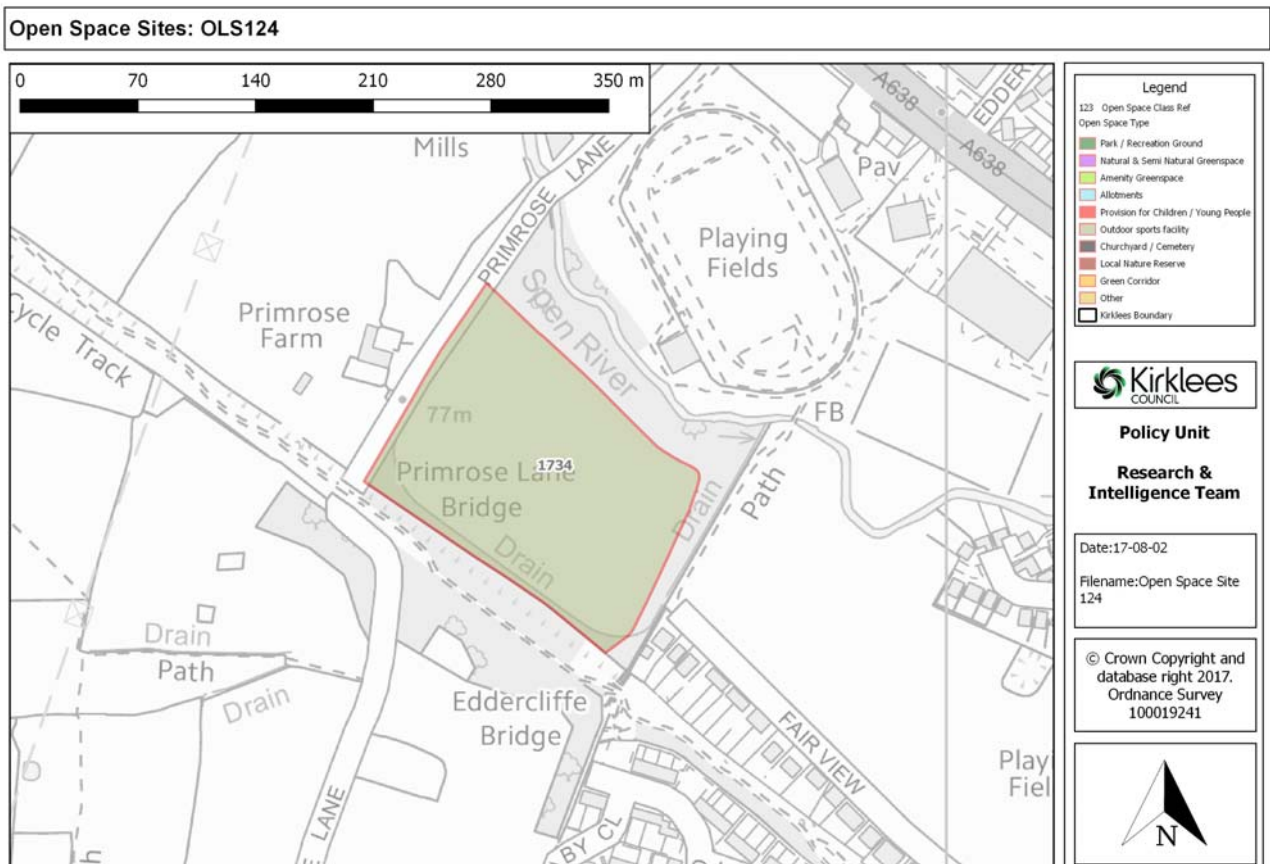 Open Space Sites: OLS124
0 70 140 210 280 350 m
Mills
PRIMROSE LANE
A638
EDDER
A638
Pav
Playing
Fields
Spen River
Primrose
Farm
Cycle Track
77m
1734
Primrose Lane
Bridge
FB
Drain
Path
Drain
Drain
Path
Drain
Eddercliffe
Bridge
FAIR VIEW
Play
Fiel
E LANE
BY CL
h
Legend
123 Open Space Class Ref
Open Space Type
Park / Recreation Ground
Natural & Semi Natural Greenspace
Amenity Greenspace
Allotments
Provision for Children / Young People
Outdoor sports facility
Churchyard / Cemetery
Local Nature Reserve
Green Corridor
Other
Kirklees Boundary
Kirklees
COUNCIL
Policy Unit
Research &
Intelligence Team
Date:17-08-02
Filename:Open Space Site
124
© Crown Copyright and
database right 2017.
Ordnance Survey
100019241
N